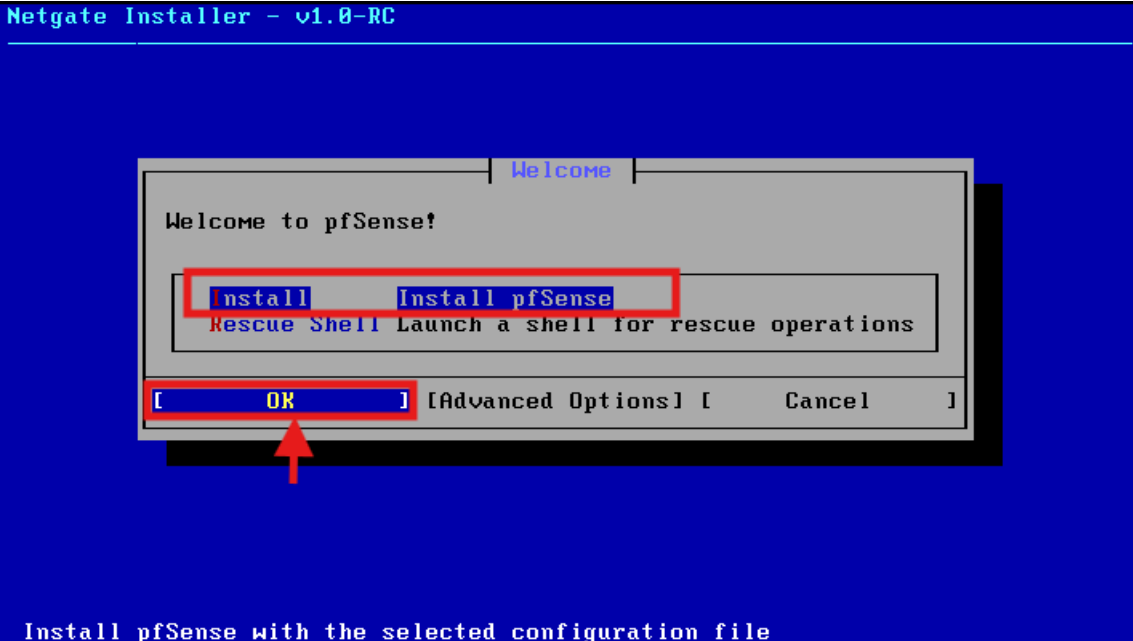 Netgate Installer - v1.0-RC
Welcome
Welcome to pfSense!
Install Install pfSense
Rescue Shell Launch a shell for rescue operations
[ OK ] [Advanced Options] [ Cancel ]
Install pfSense with the selected configuration file